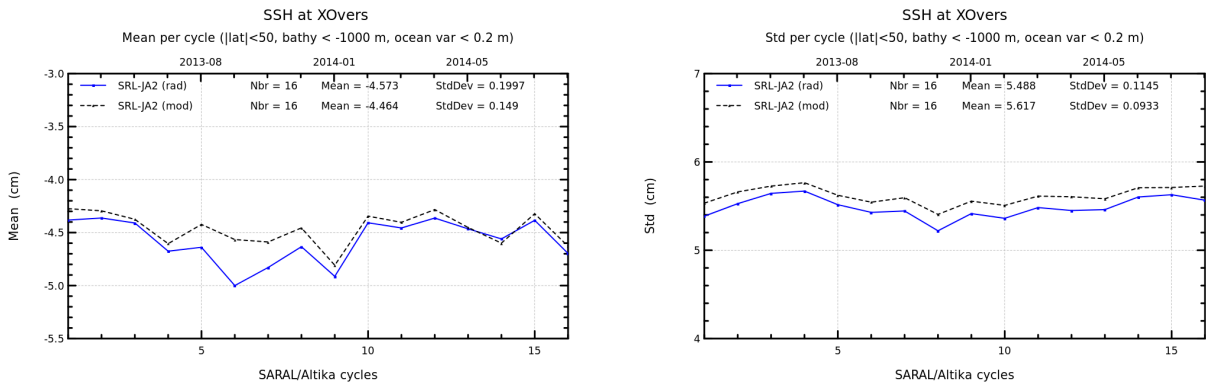 SSH at XOvers
Mean per cycle (|lat|<50, bathy < -1000 m, ocean var < 0.2 m)
2013-08 2014-01 2014-05
SRL-JA2 (rad) Nbr = 16 Mean = -4.573 StdDev = 0.1997
SRL-JA2 (mod) Nbr = 16 Mean = -4.464 StdDev = 0.149
-3.0
-3.5
-4.0
-4.5
-5.0
-5.5
Mean (cm)
5 10 15
SARAL/Altika cycles
SSH at XOvers
Std per cycle (|lat|<50, bathy < -1000 m, ocean var < 0.2 m)
2013-08 2014-01 2014-05
SRL-JA2 (rad) Nbr = 16 Mean = 5.488 StdDev = 0.1145
SRL-JA2 (mod) Nbr = 16 Mean = 5.617 StdDev = 0.0933
7
6
5
4
Std (cm)
5 10 15
SARAL/Altika cycles